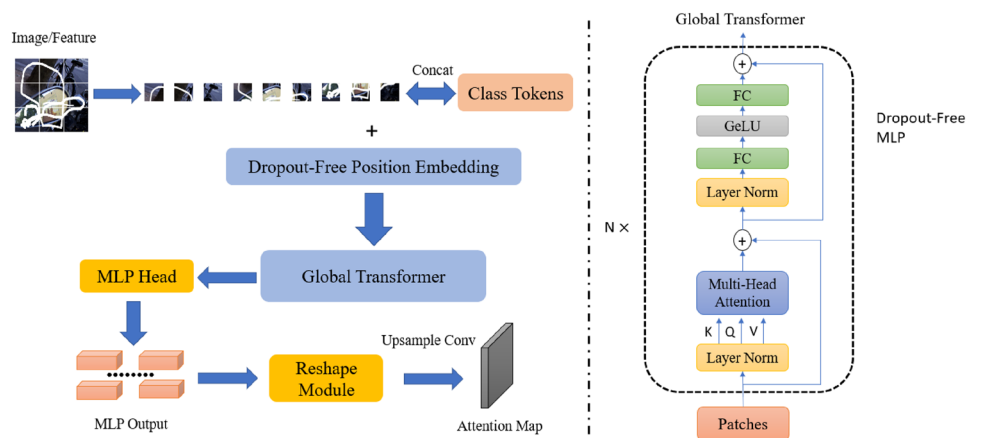 Image/Feature
Concat
Class Tokens
+
Dropout-Free Position Embedding
Global Transformer
MLP Head
MLP Output
Reshape
Module
Upsample Conv
Attention Map
Global Transformer
+
FC
GeLU
FC
Layer Norm
Dropout-Free
MLP
N ×
+
Multi-Head
Attention
K Q V
Layer Norm
Patches